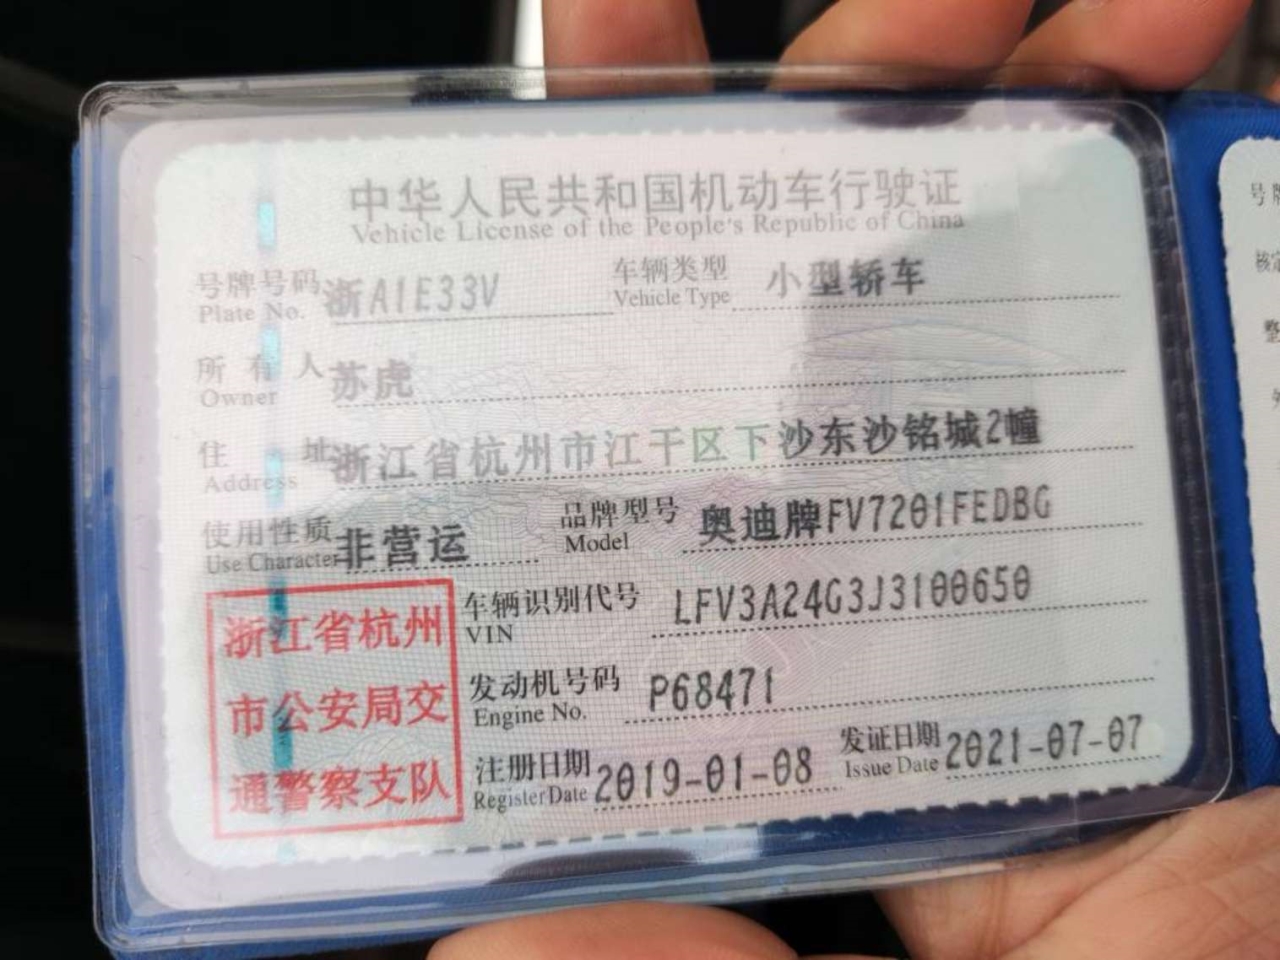 中华人民共和国机动车行驶证
Vehicle License of the People's Republic of China
号牌号码 浙A1E33V 车辆类型 小型轿车
Plate No. Vehicle Type
所有人 苏虎
Owner
住址 浙江省杭州市江干区下沙东沙铭城2幢
Address
使用性质 非营运 品牌型号 奥迪牌FV7201FEDBG
Use Character Model
浙江省杭州
市公安局交
通警察支队
车辆识别代号 LFV3A24G3J3100650
VIN
发动机号码 P68471
Engine No.
注册日期 2019-01-08 发证日期 2021-07-07
Register Date Issue Date
号牌
核定
整